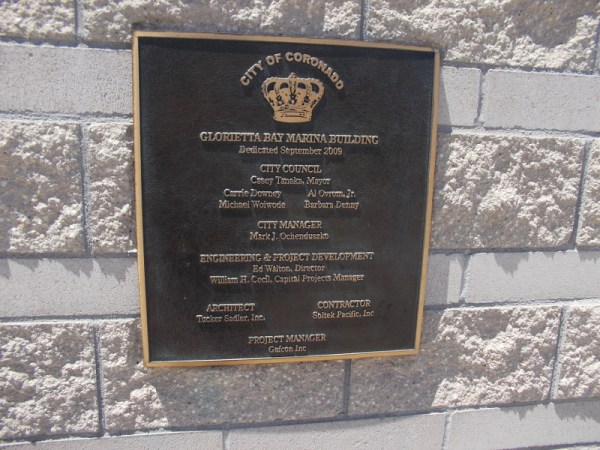 CITY OF CORONADO
GLORIETTA BAY MARINA BUILDING
Dedicated September 2009
CITY COUNCIL
Casey Tanaka, Mayor
Carrie Downey Al Ovrom, Jr.
Michael Woiwode Barbara Denny
CITY MANAGER
Mark J. Ochenduszko
ENGINEERING & PROJECT DEVELOPMENT
Ed Walton, Director
William H. Cecil, Capital Projects Manager
ARCHITECT CONTRACTOR
Tucker Sadler, Inc. Soltek Pacific, Inc
PROJECT MANAGER
Gafcon Inc